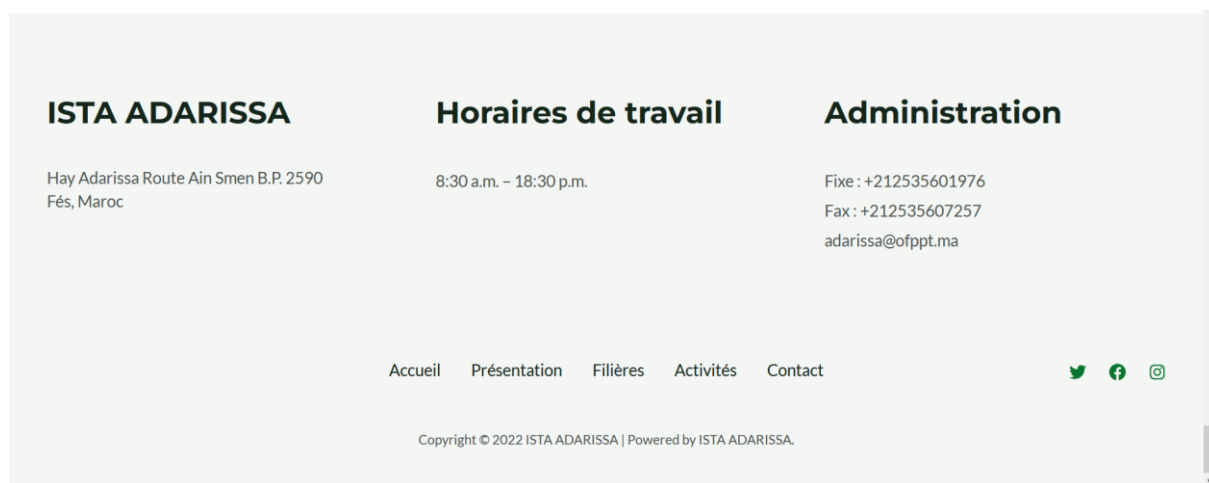 ISTA ADARISSA
Hay Adarissa Route Ain Smen B.P. 2590
Fés, Maroc
Horaires de travail
8:30 a.m. – 18:30 p.m.
Administration
Fixe : +212535601976
Fax : +212535607257
adarissa@ofppt.ma
Accueil Présentation Filières Activités Contact
Copyright © 2022 ISTA ADARISSA | Powered by ISTA ADARISSA.